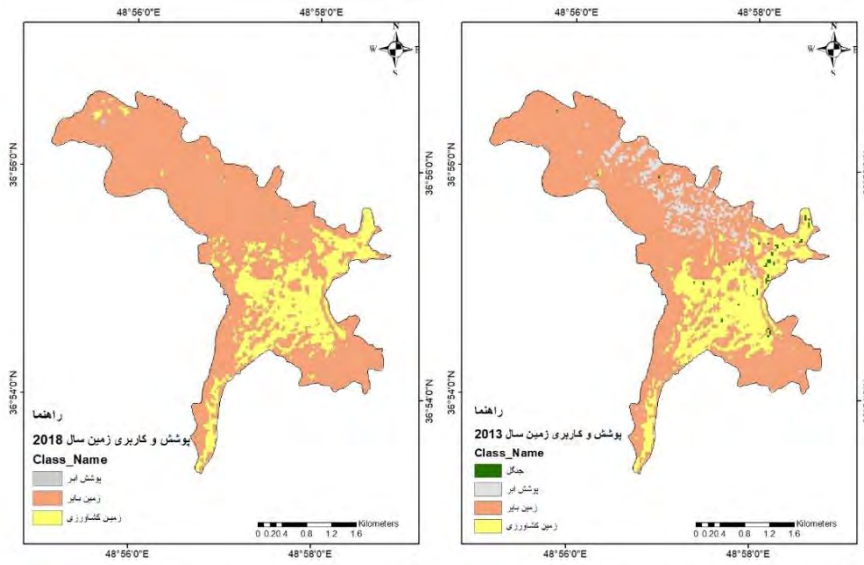 48°56'0"E 48°58'0"E
N
W E
S
36°56'0"N
36°54'0"N
راهنما
پوشش و کاربری زمین سال 2018
Class_Name
پوشش ابر
زمین بایر
زمین کشاورزی
Kilometers
0 0.20.4 0.8 1.2 1.6
48°56'0"E 48°58'0"E
48°56'0"E 48°58'0"E
N
W E
S
36°56'0"N
36°54'0"N
راهنما
پوشش و کاربری زمین سال 2013
Class_Name
جنگل
پوشش ابر
زمین بایر
زمین کشاورزی
Kilometers
0 0.20.4 0.8 1.2 1.6
48°56'0"E 48°58'0"E